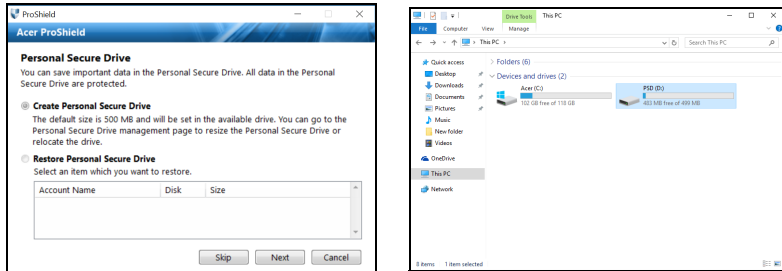 ProShield
Acer ProShield
Personal Secure Drive
You can save important data in the Personal Secure Drive. All data in the Personal
Secure Drive are protected.
Create Personal Secure Drive
The default size is 500 MB and will be set in the available drive. You can go to the
Personal Secure Drive management page to resize the Personal Secure Drive or
relocate the drive.
Restore Personal Secure Drive
Select an item which you want to restore.
Account Name Disk Size
Skip Next Cancel
Drive Tools This PC
File Computer View Manage
This PC
Search This PC
Quick access
Desktop
Downloads
Documents
Pictures
Music
New folder
Videos
OneDrive
This PC
Network
Folders (6)
Devices and drives (2)
Acer (C:)
102 GB free of 118 GB
PSD (D:)
483 MB free of 499 MB
8 items 1 item selected